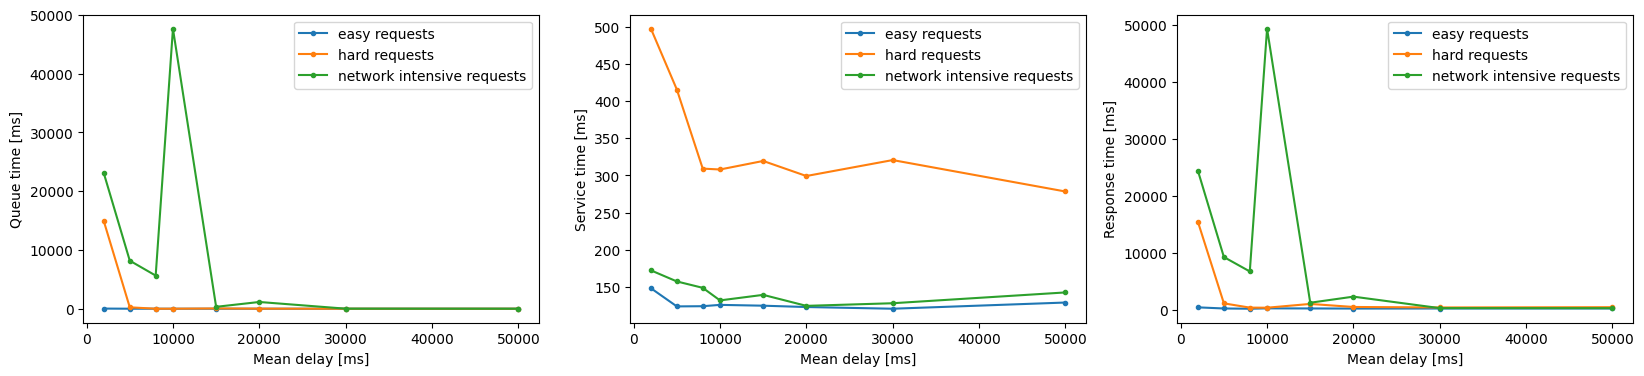 50000
40000
30000
20000
10000
0
Queue time [ms]
0 10000 20000 30000 40000 50000
Mean delay [ms]
easy requests
hard requests
network intensive requests
500
450
400
350
300
250
200
150
Service time [ms]
0 10000 20000 30000 40000 50000
Mean delay [ms]
easy requests
hard requests
network intensive requests
50000
40000
30000
20000
10000
0
Response time [ms]
0 10000 20000 30000 40000 50000
Mean delay [ms]
easy requests
hard requests
network intensive requests